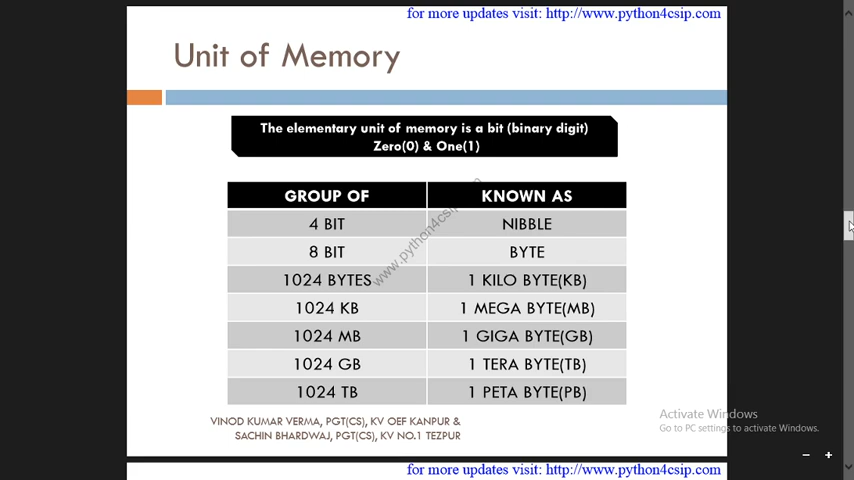 for more updates visit: http://www.python4csip.com
Unit of Memory
The elementary unit of memory is a bit (binary digit)
Zero(0) & One(1)
GROUP OF KNOWN AS
4 BIT NIBBLE
8 BIT BYTE
1024 BYTES 1 KILO BYTE(KB)
1024 KB 1 MEGA BYTE(MB)
1024 MB 1 GIGA BYTE(GB)
1024 GB 1 TERA BYTE(TB)
1024 TB 1 PETA BYTE(PB)
www.python4csip.com
VINOD KUMAR VERMA, PGT(CS), KV OEF KANPUR &
SACHIN BHARDWAJ, PGT(CS), KV NO.1 TEZPUR
Activate Windows
Go to PC settings to activate Windows.
for more updates visit: http://www.python4csip.com